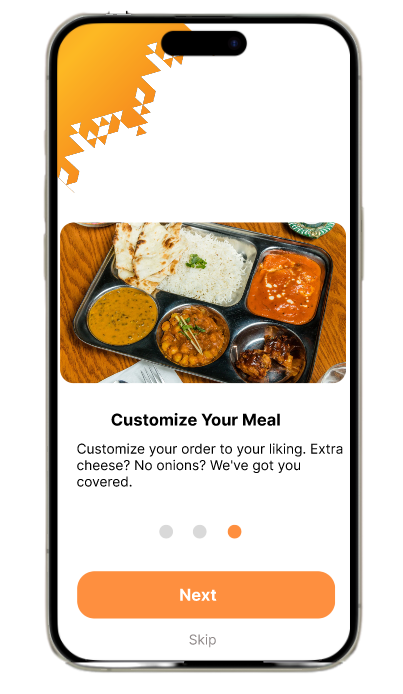 Customize Your Meal
Customize your order to your liking. Extra
cheese? No onions? We've got you
covered.
Next
Skip